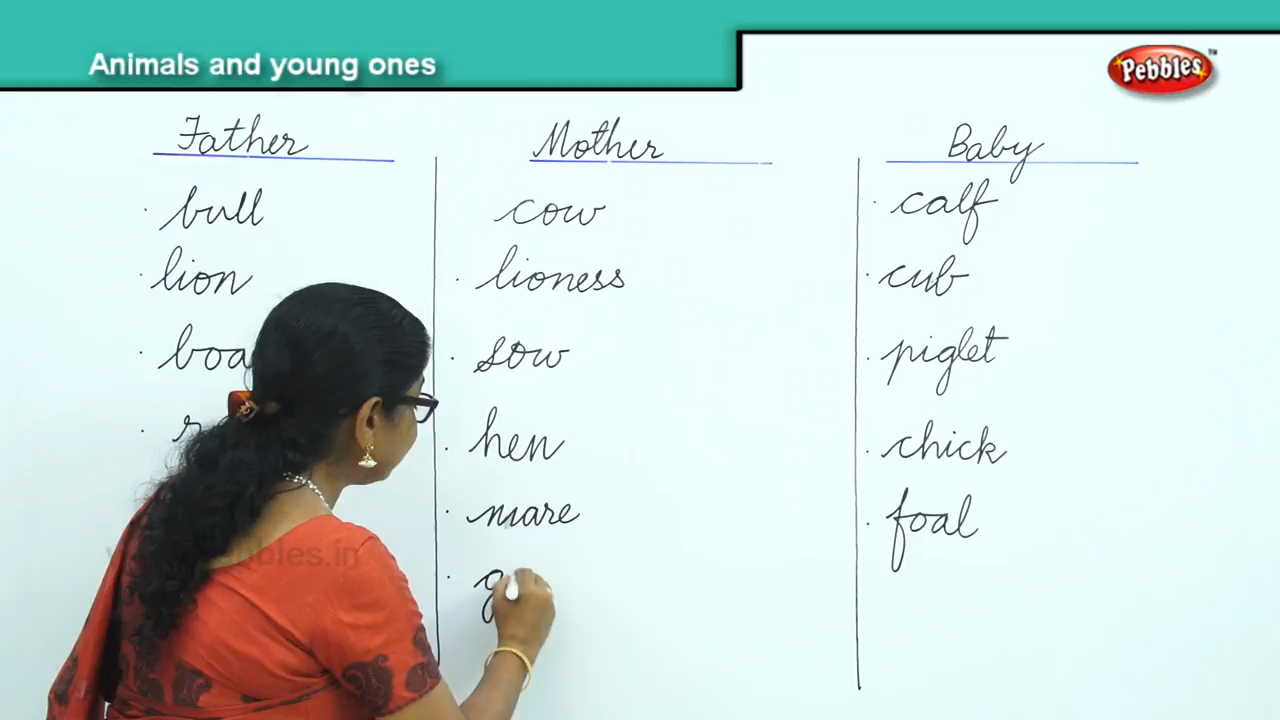 Animals and young ones
Pebbles™
Father Mother Baby
bull cow calf
lion lioness cub
sow piglet
hen chick
mare foal